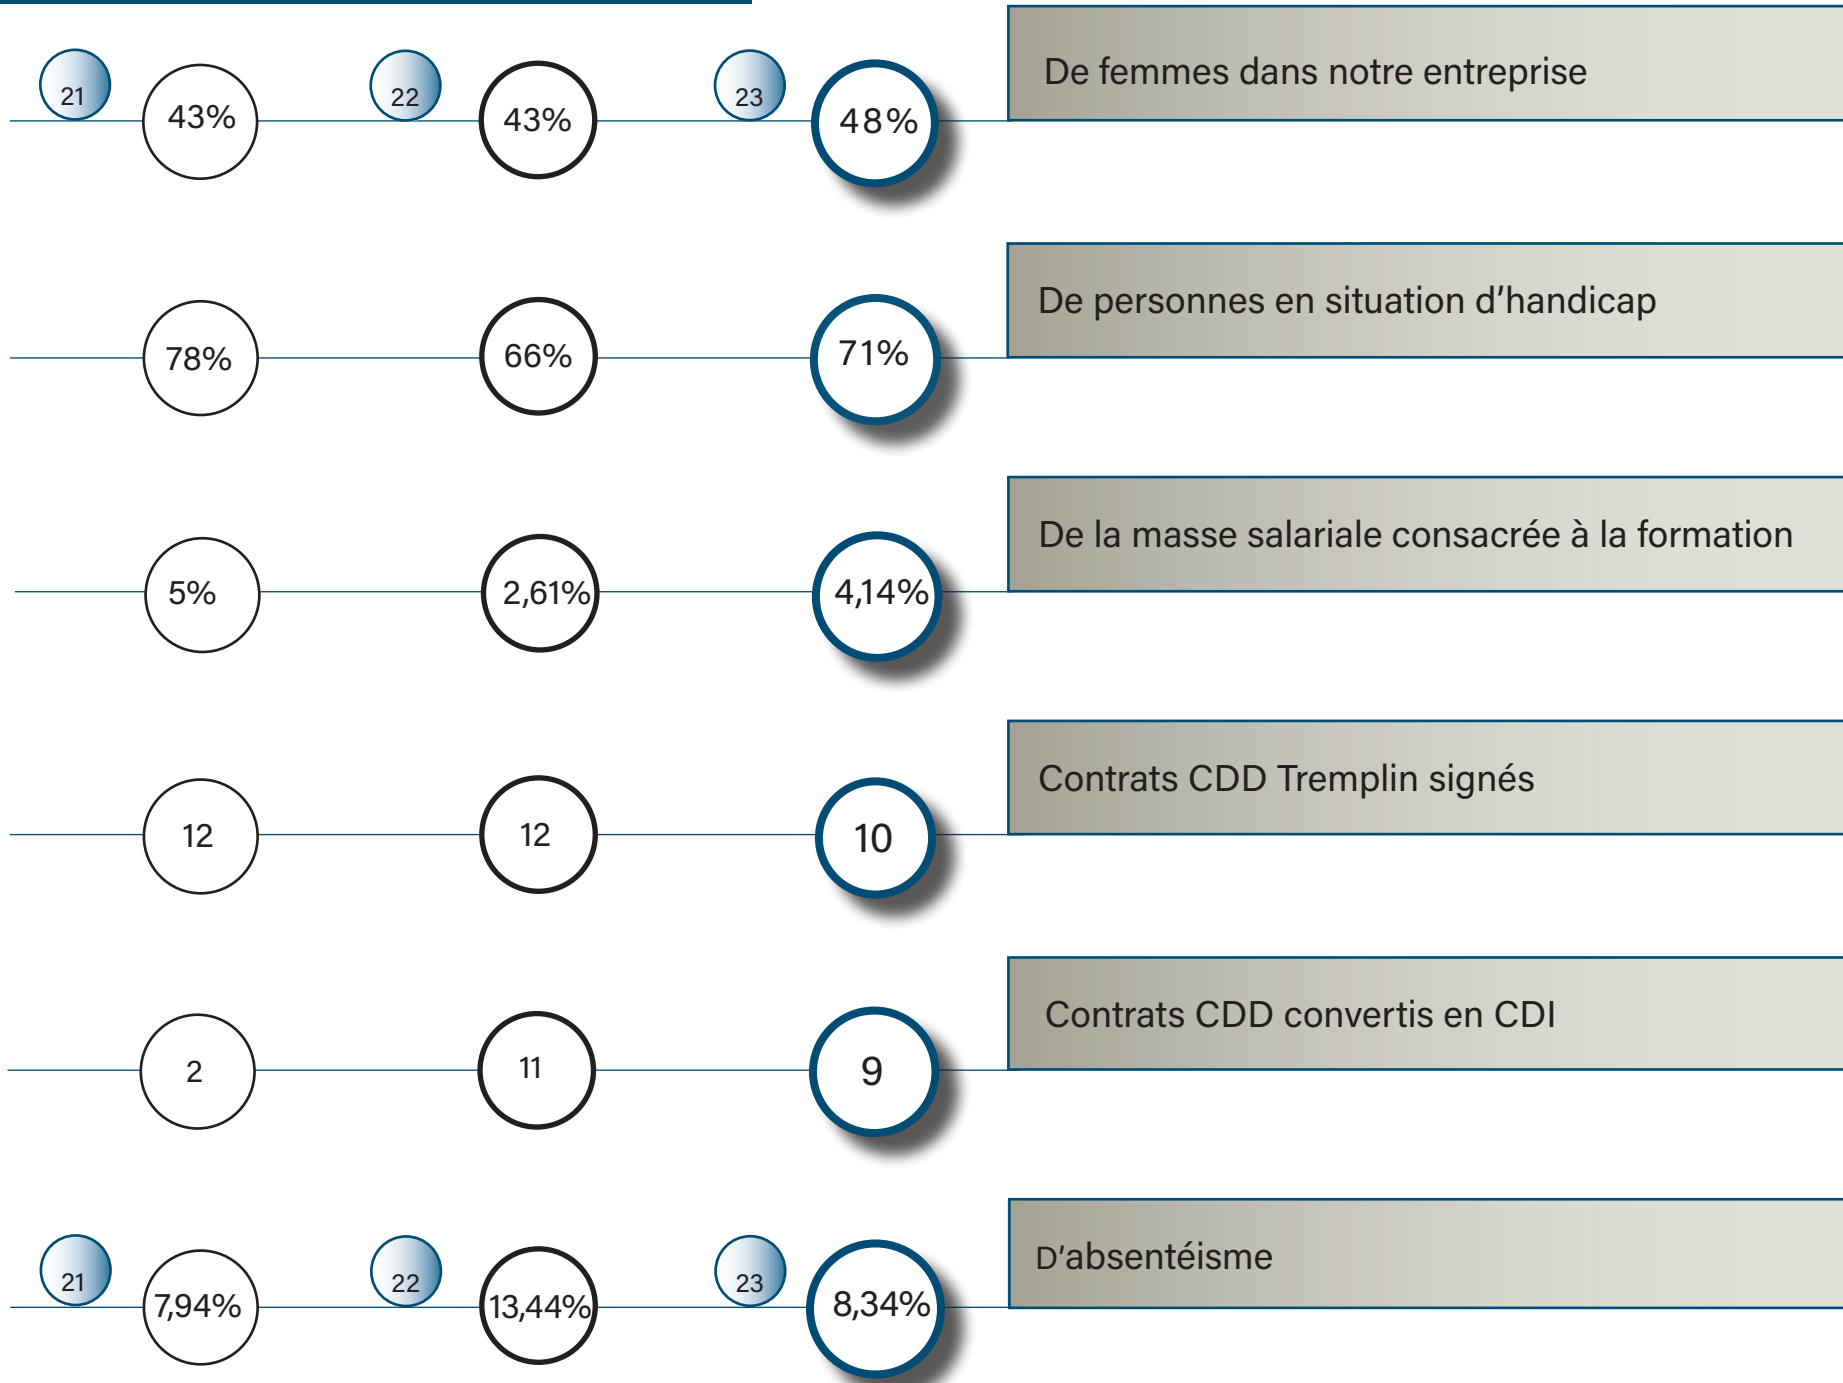 21 43% 22 43% 23 48% De femmes dans notre entreprise
78% 66% 71% De personnes en situation d'handicap
5% 2,61% 4,14% De la masse salariale consacrée à la formation
12 12 10 Contrats CDD Tremplin signés
2 11 9 Contrats CDD convertis en CDI
21 7,94% 22 13,44% 23 8,34% D'absentéisme